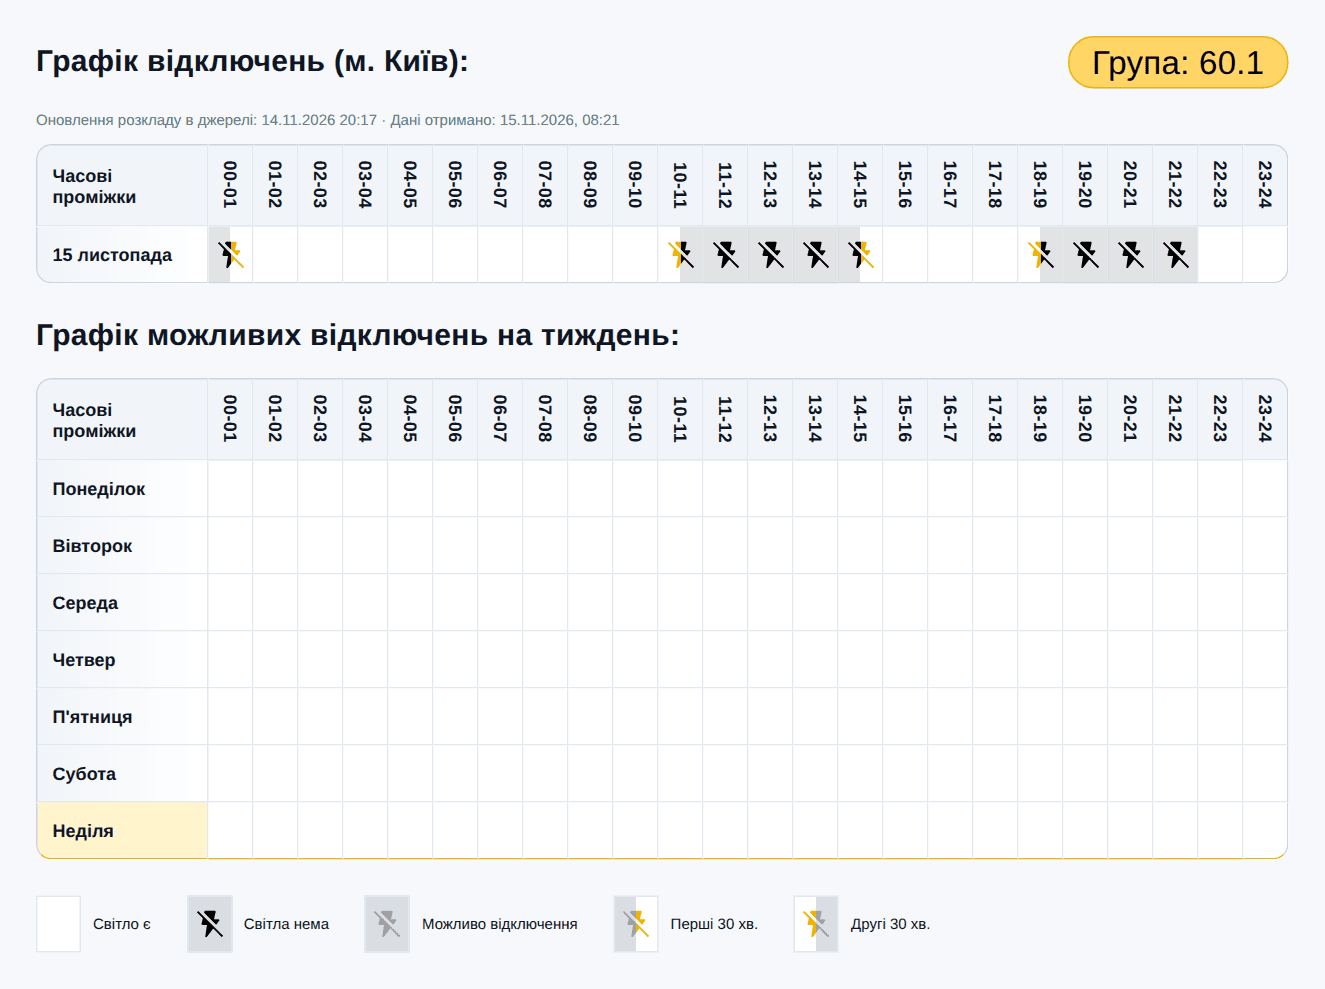 Графік відключень (м. Київ):
Група: 60.1
Оновлення розкладу в джерелі: 14.11.2026 20:17 · Дані отримано: 15.11.2026, 08:21
Часові
проміжки
00-01 01-02 02-03 03-04 04-05 05-06 06-07 07-08 08-09 09-10 10-11 11-12 12-13 13-14 14-15 15-16 16-17 17-18 18-19 19-20 20-21 21-22 22-23 23-24
15 листопада
Графік можливих відключень на тиждень:
Часові
проміжки
00-01 01-02 02-03 03-04 04-05 05-06 06-07 07-08 08-09 09-10 10-11 11-12 12-13 13-14 14-15 15-16 16-17 17-18 18-19 19-20 20-21 21-22 22-23 23-24
Понеділок
Вівторок
Середа
Четвер
П'ятниця
Субота
Неділя
Світло є Світла нема Можливо відключення Перші 30 хв. Другі 30 хв.